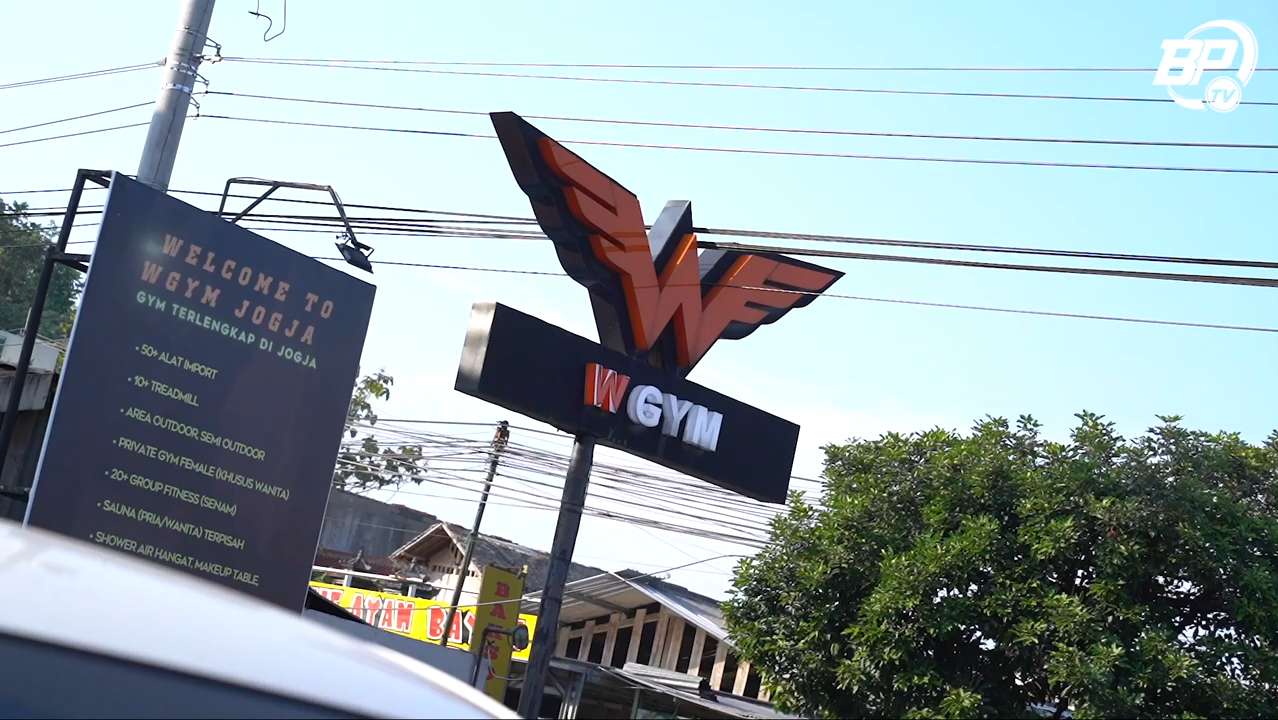 BP
TV
WELCOME TO
WGYM JOGJA
GYM TERLENGKAP DI JOGJA
• 50+ ALAT IMPORT
• 10+ TREADMILL
• AREA OUTDOOR, SEMI OUTDOOR
• PRIVATE GYM FEMALE (KHUSUS WANITA)
• 20+ GROUP FITNESS (SENAM)
• SAUNA (PRIA/WANITA) TERPISAH
• SHOWER AIR HANGAT, MAKEUP TABLE,
W
WGYM
AYAM